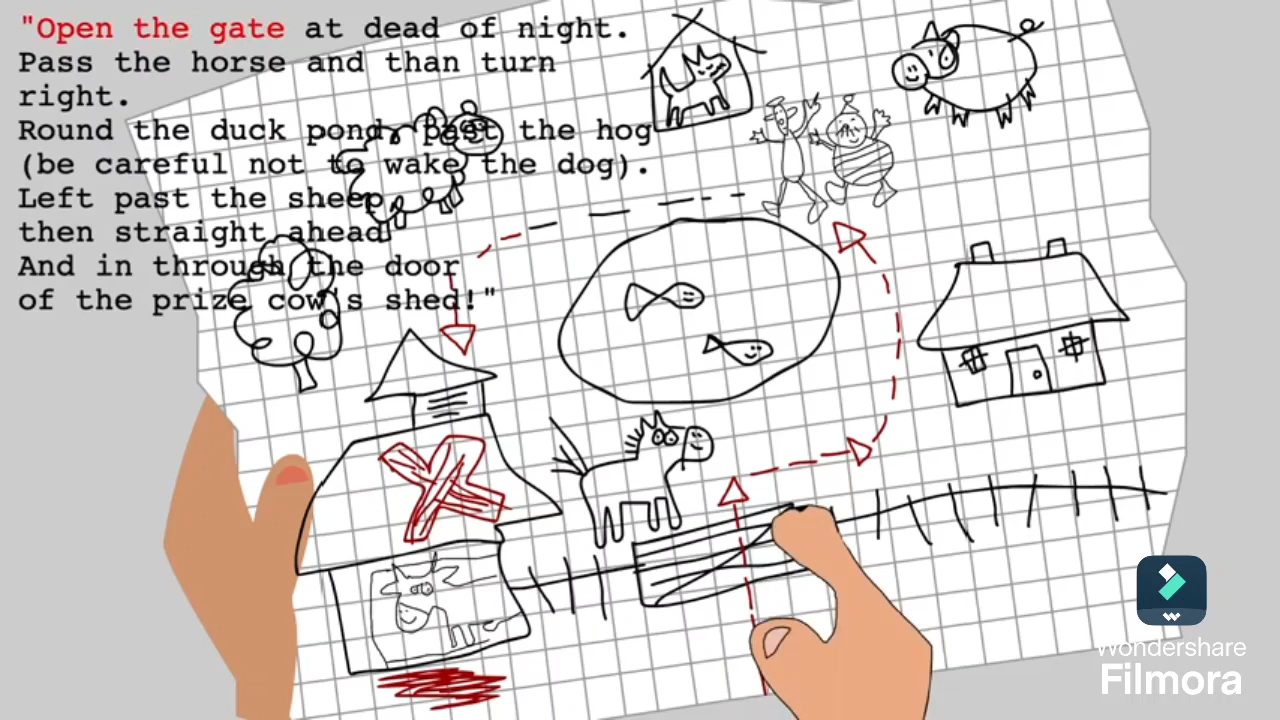 "Open the gate at dead of night.
Pass the horse and than turn
right.
Round the duck pond, past the hog
(be careful not to wake the dog).
Left past the sheep,
then straight ahead.
And in through the door
of the prize cow's shed!"
Wondershare
Filmora